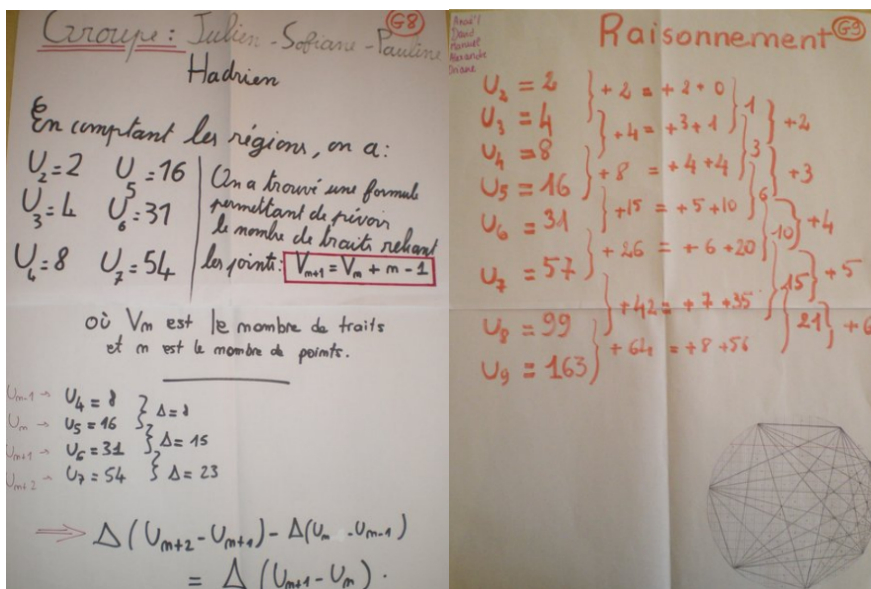 G8
Groupe: Julien - Sofiane - Pauline
Hadrien
En comptant les régions, on a:
U₂ = 2 U₅ = 16
U₃ = 4 U₆ = 31
U₄ = 8 U₇ = 54
On a trouvé une formule
permettant de prévoir
le nombre de traits reliant
les points: Vₘ₊₁ = Vₘ + m - 1
où Vₘ est le nombre de traits
et m est le nombre de points.
Uₘ₋₁ → U₄ = 8
Uₘ → U₅ = 16
Uₘ₊₁ → U₆ = 31
Uₘ₊₂ → U₇ = 54
Δ = 8
Δ = 15
Δ = 23
⇒ Δ (Uₘ₊₂ - Uₘ₊₁) - Δ(Uₘ - Uₘ₋₁)
= Δ (Uₘ₊₁ - Uₘ).
David
Manuel
Alexandre
Raisonnement G9
U₂ = 2
U₃ = 4
U₄ = 8
U₅ = 16
U₆ = 31
U₇ = 57
U₈ = 99
U₉ = 163
+ 2 = + 2 + 0
+ 4 = + 3 + 1
+ 8 = + 4 + 4
+ 15 = + 5 + 10
+ 26 = + 6 + 20
+ 42 = + 7 + 35
+ 64 = + 8 + 56
1
3
6
10
15
21
+2
+3
+4
+5
+6